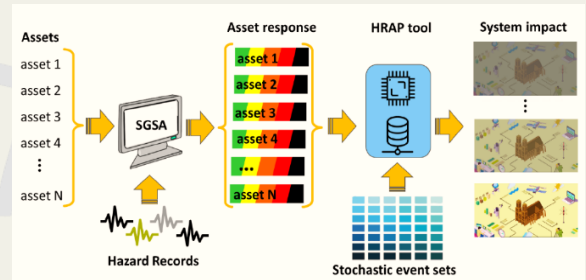 Assets
asset 1
asset 2
asset 3
asset 4
⋮
asset N
SGSA
Hazard Records
Asset response
asset 1
asset 2
asset 3
asset 4
...
asset N
HRAP tool
Stochastic event sets
System impact
⋮